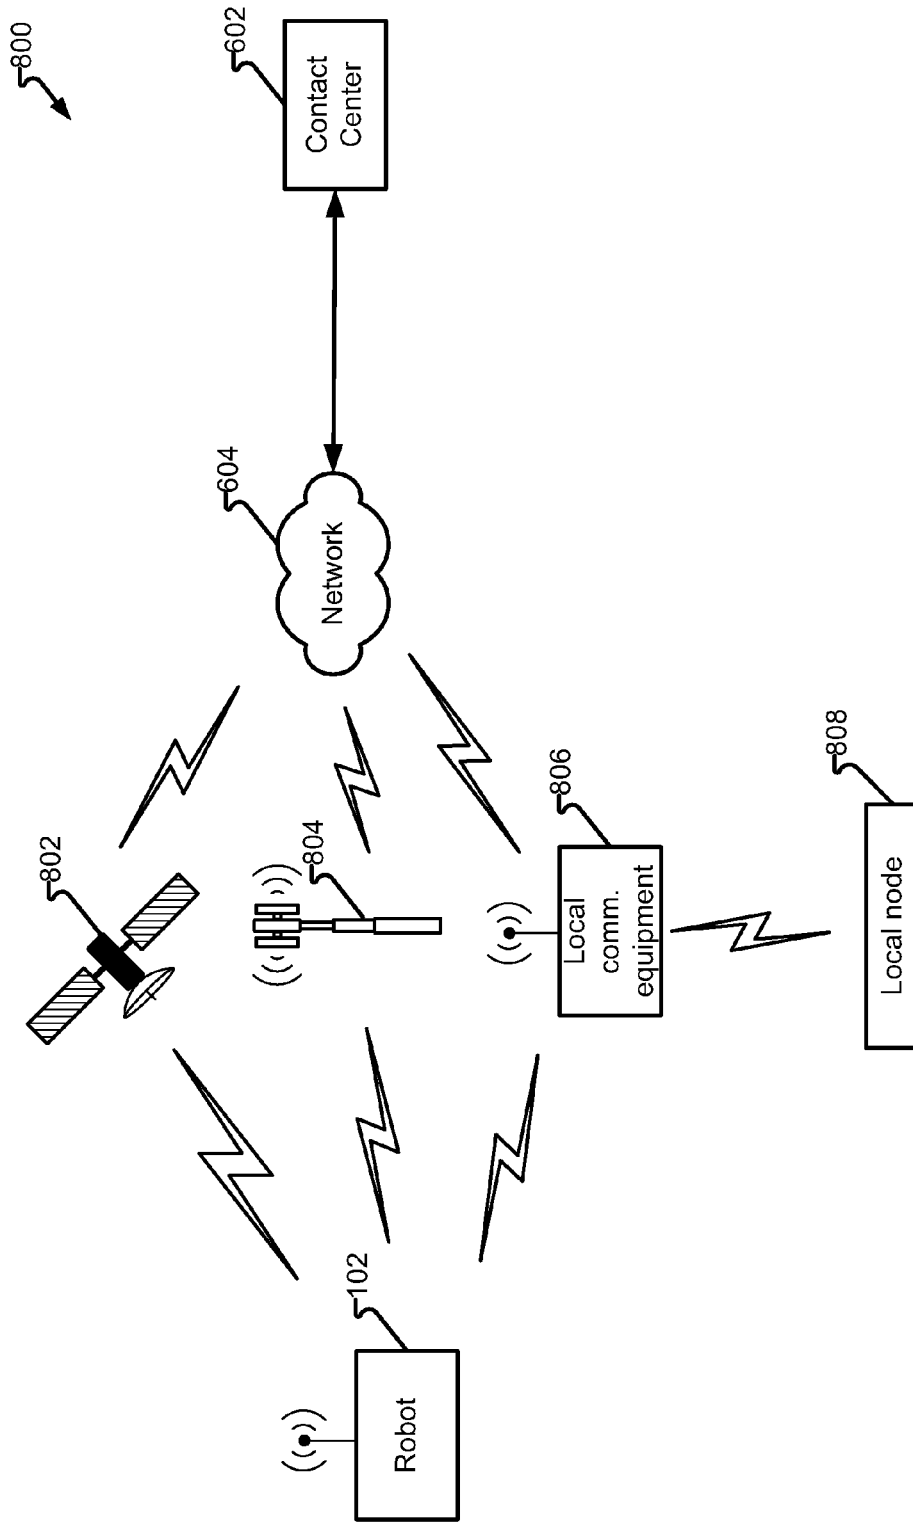 800
802
604
602
Contact
Center
Network
804
102
Robot
806
Local
comm.
equipment
808
Local node